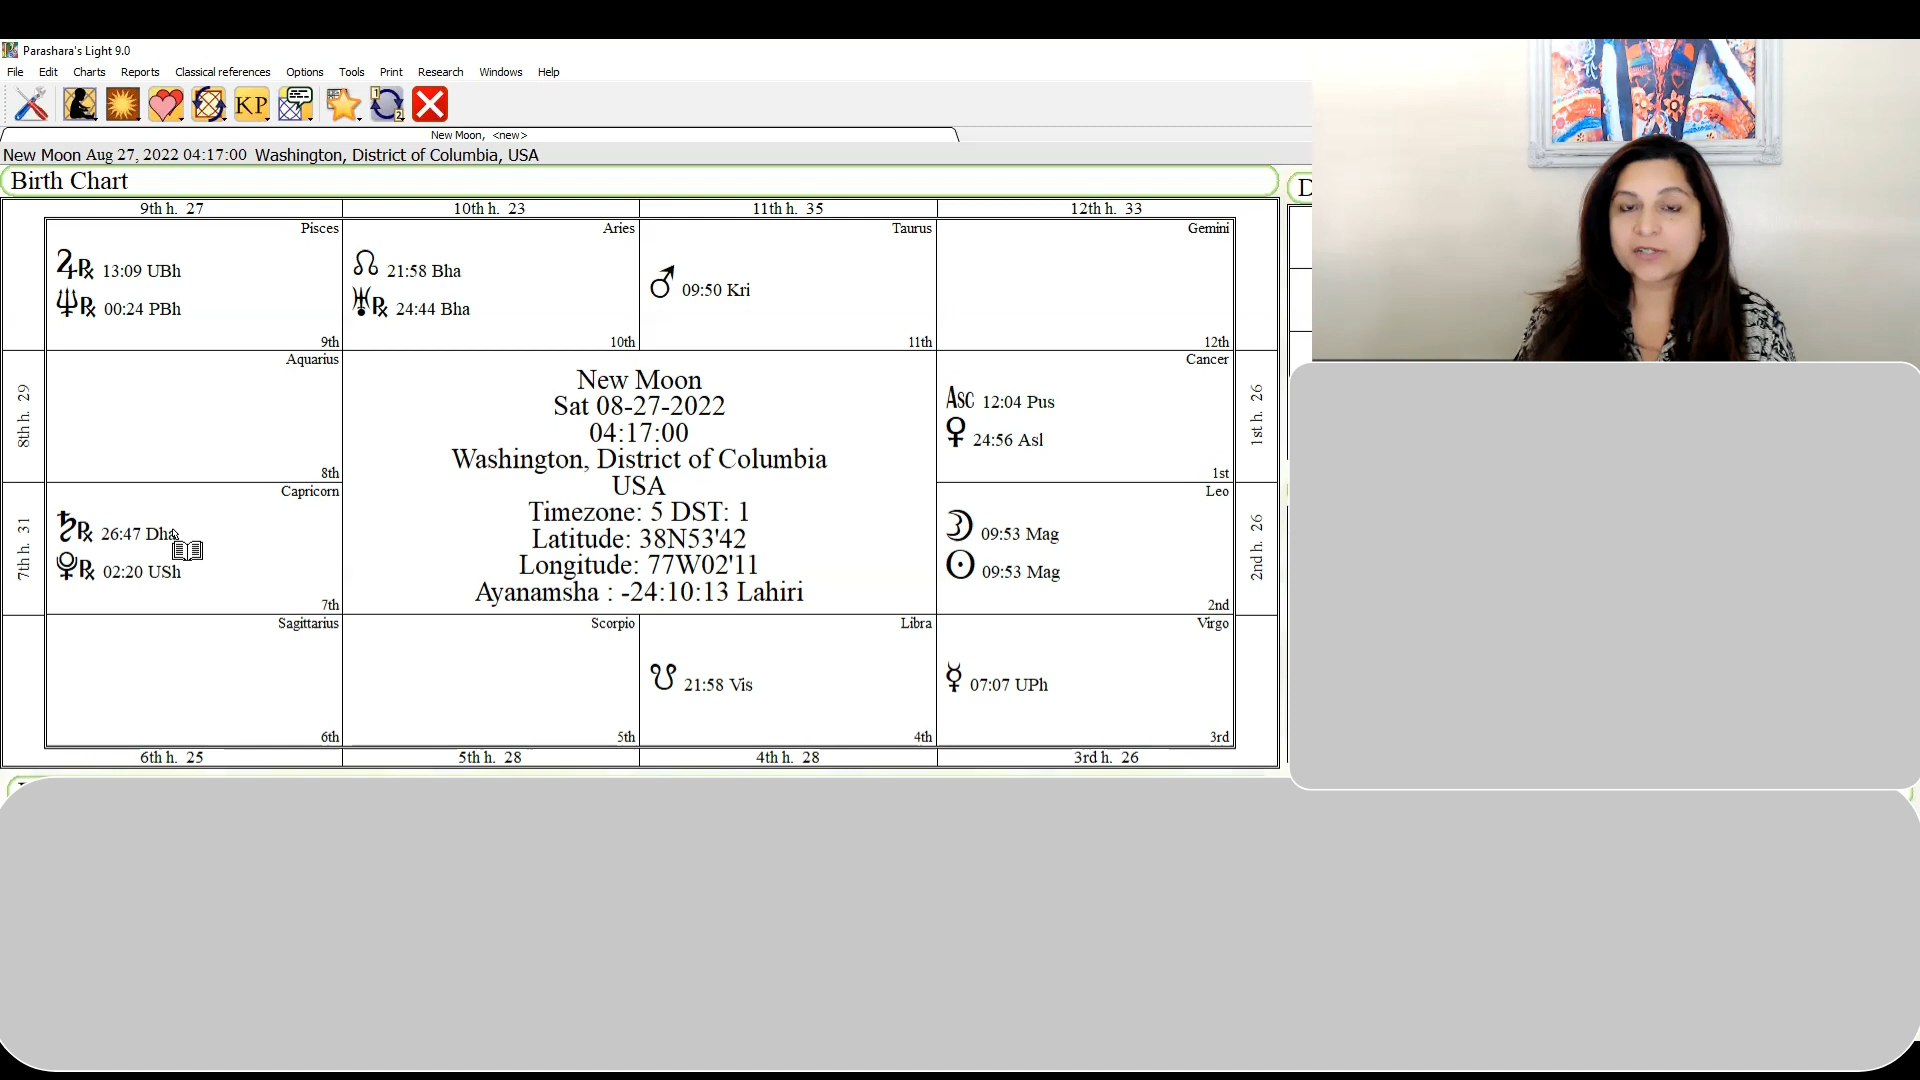 Parashara's Light 9.0
File Edit Charts Reports Classical references Options Tools Print Research Windows Help
KP
New Moon, <new>
New Moon Aug 27, 2022 04:17:00 Washington, District of Columbia, USA
Birth Chart
D
9th h. 27 10th h. 23 11th h. 35 12th h. 33
Pisces Aries Taurus Gemini
♃℞ 13:09 UBh
♆℞ 00:24 PBh
9th
☊ 21:58 Bha
♅℞ 24:44 Bha
10th
♂ 09:50 Kri
11th
12th
8th h. 29
Aquarius
8th
New Moon
Sat 08-27-2022
04:17:00
Washington, District of Columbia
USA
Timezone: 5 DST: 1
Latitude: 38N53'42
Longitude: 77W02'11
Ayanamsha : -24:10:13 Lahiri
Cancer
Asc 12:04 Pus
♀ 24:56 Asl
1st
1st h. 26
7th h. 31
Capricorn
♄℞ 26:47 Dha
♇℞ 02:20 USh
7th
Leo
☽ 09:53 Mag
☉ 09:53 Mag
2nd
2nd h. 26
Sagittarius Scorpio Libra Virgo
☋ 21:58 Vis
☿ 07:07 UPh
6th 5th 4th 3rd
6th h. 25 5th h. 28 4th h. 28 3rd h. 26